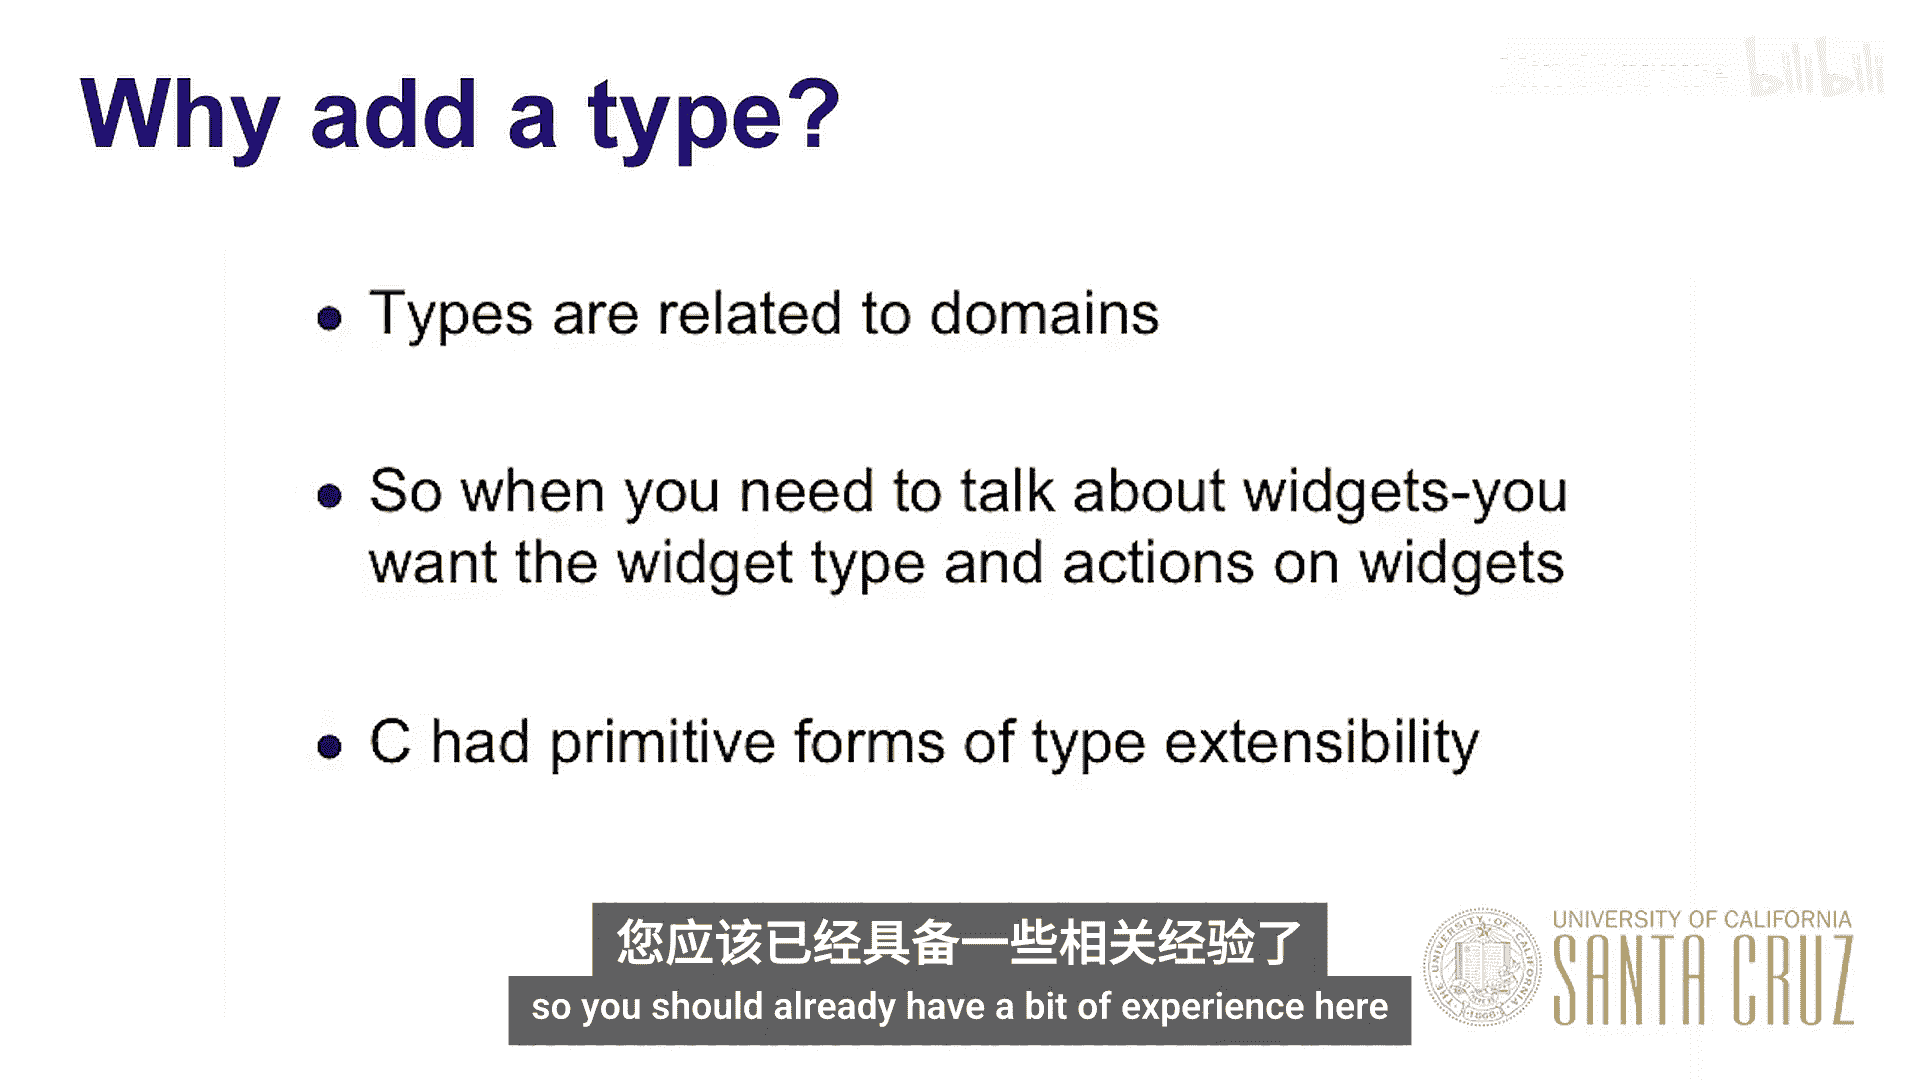 Why add a type?
bilibili
Types are related to domains
So when you need to talk about widgets-you
want the widget type and actions on widgets
C had primitive forms of type extensibility
您应该已经具备一些相关经验了
so you should already have a bit of experience here
UNIVERSITY OF CALIFORNIA
SANTA CRUZ